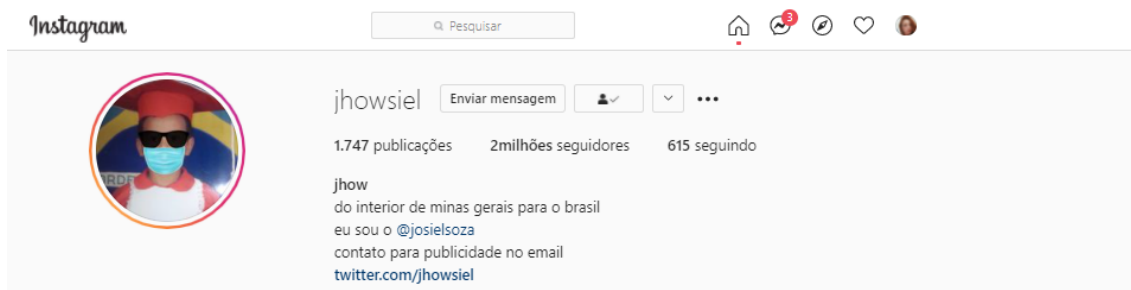 Instagram
Pesquisar
3
jhowsiel Enviar mensagem
1.747 publicações 2milhões seguidores 615 seguindo
jhow
do interior de minas gerais para o brasil
eu sou o @josielsoza
contato para publicidade no email
twitter.com/jhowsiel